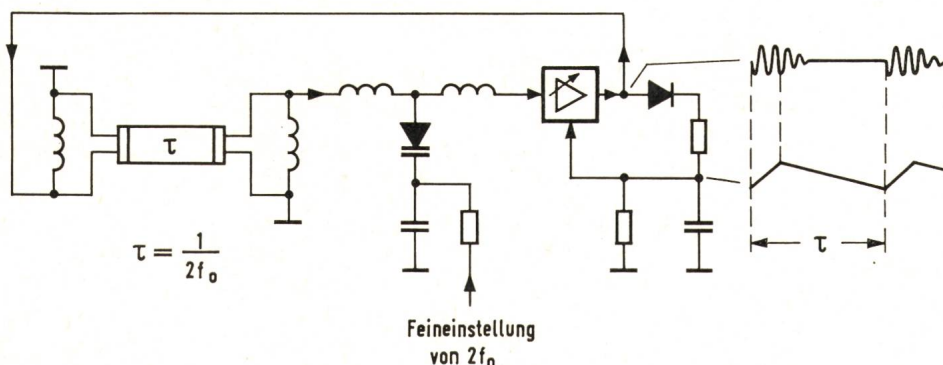 τ
τ = 1/2f₀
τ
Feineinstellung
von 2f₀